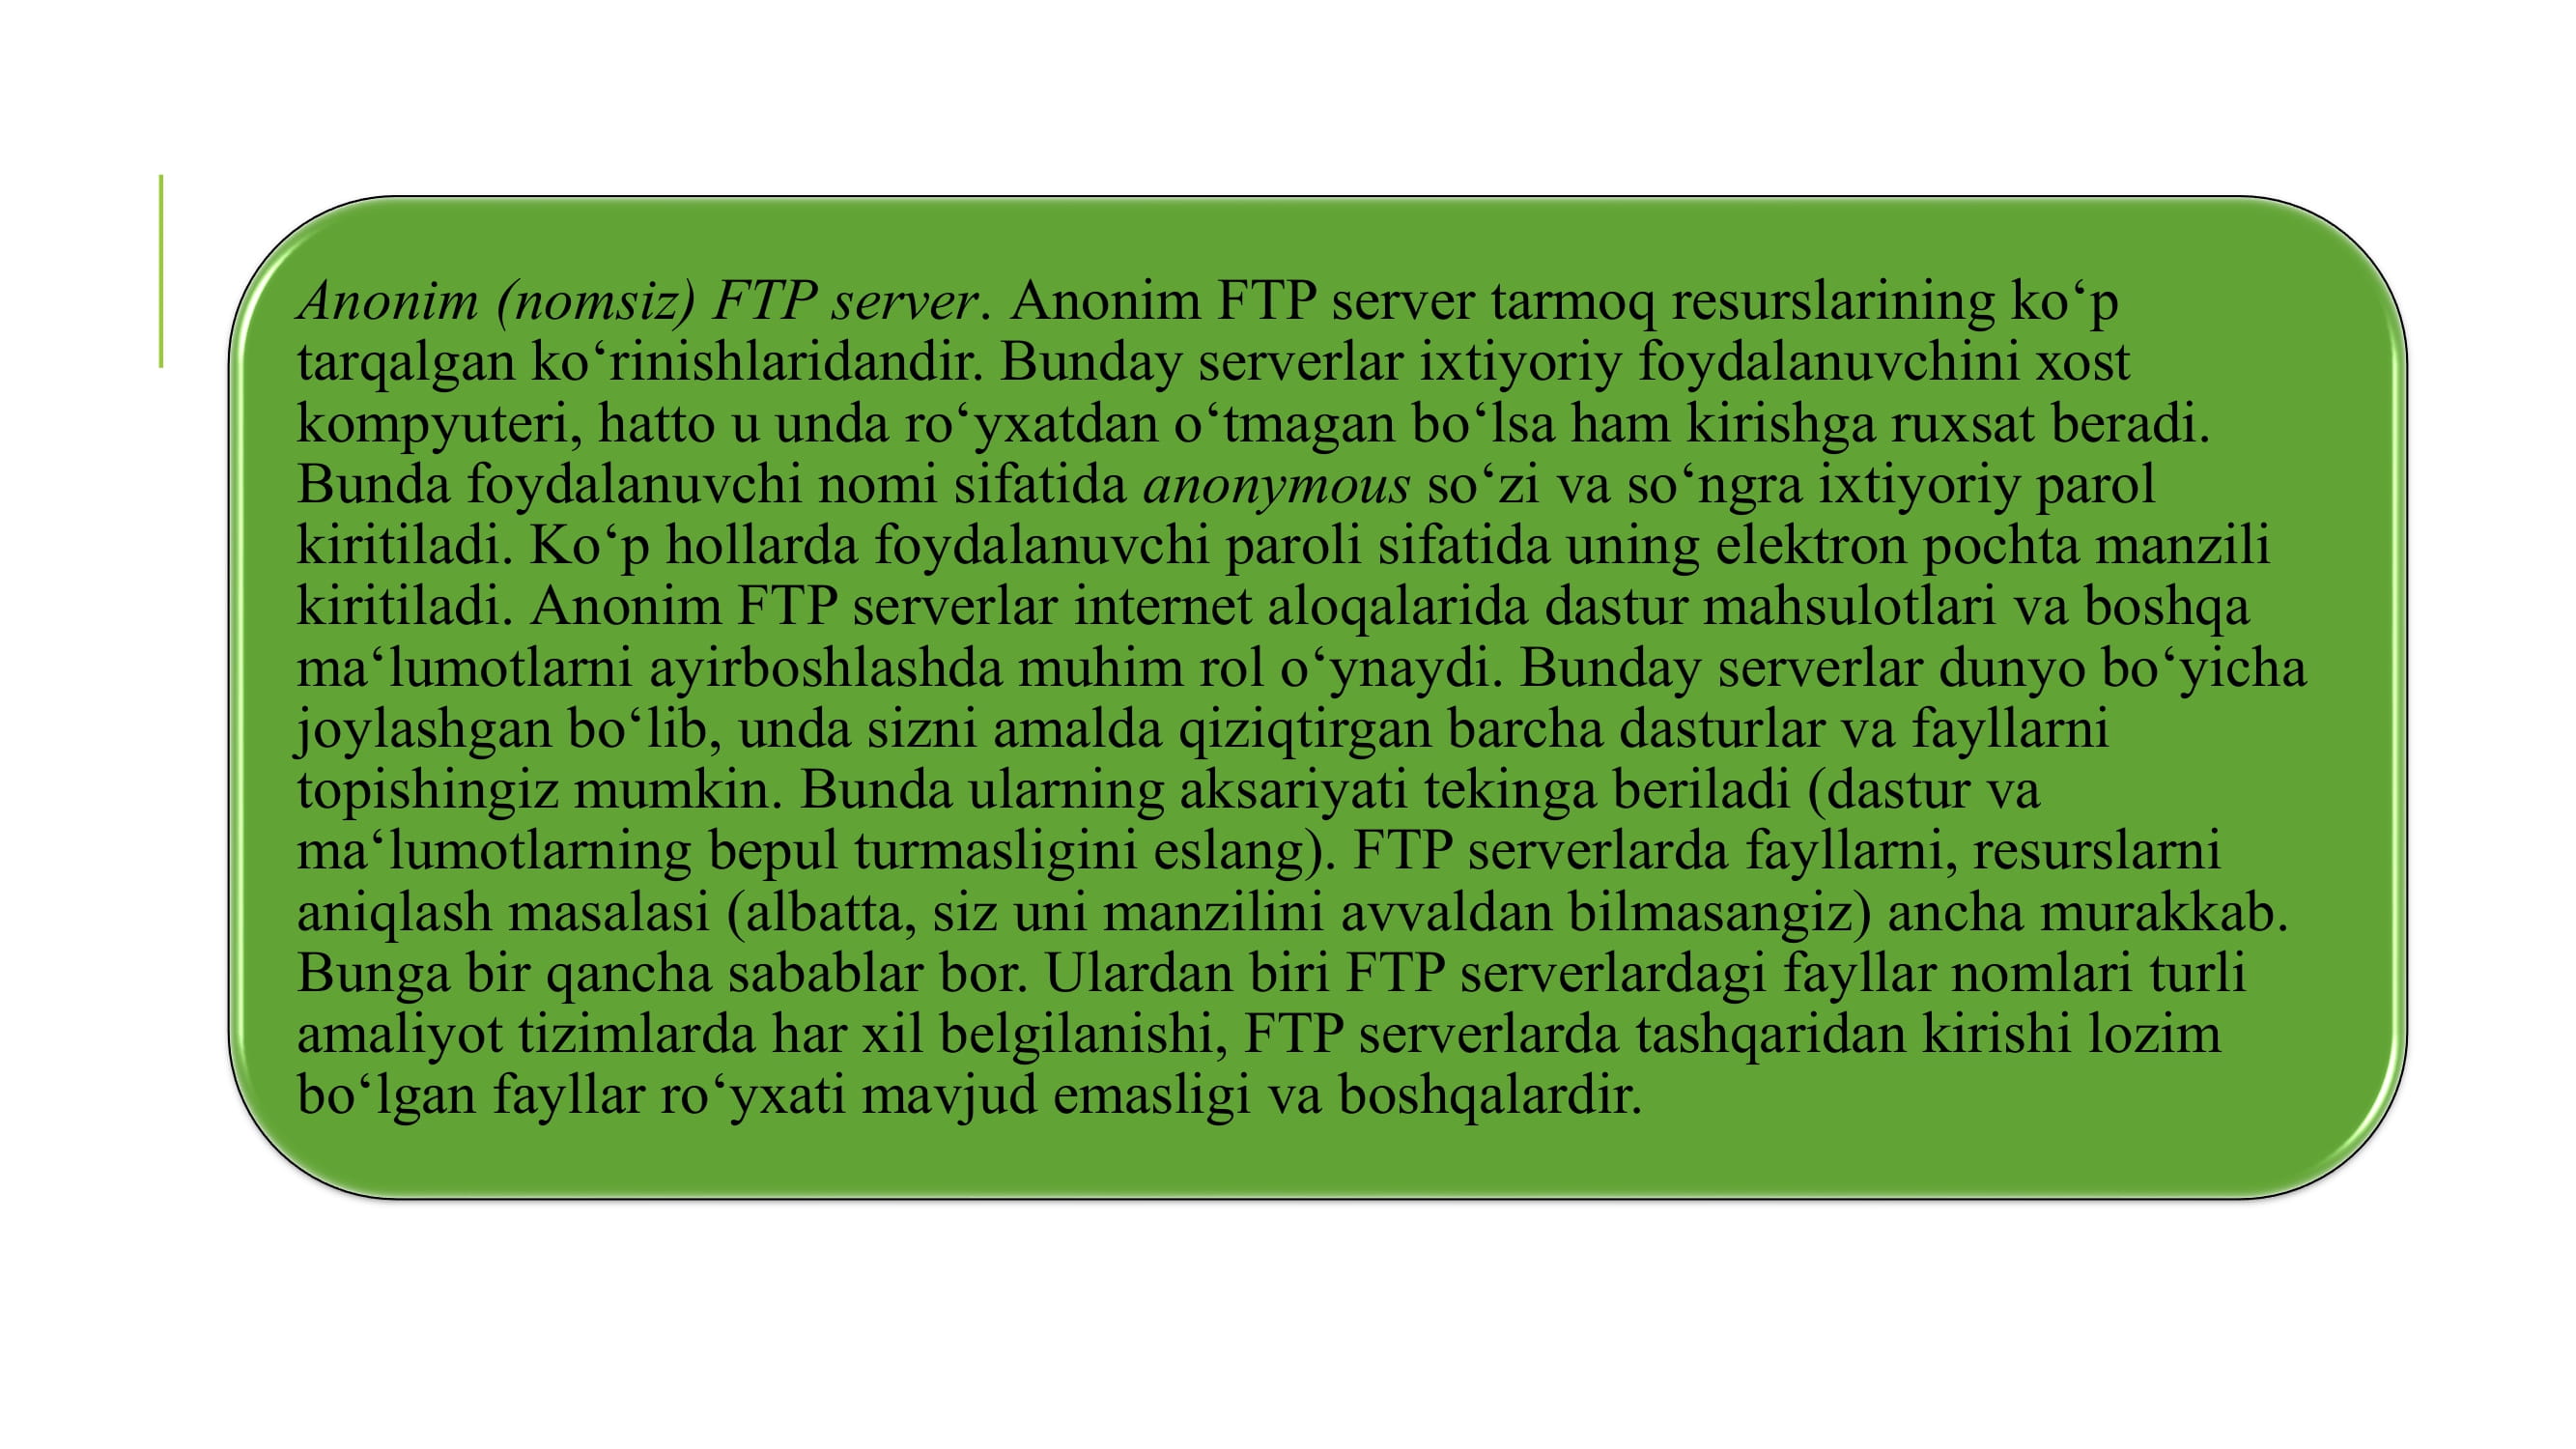 Anonim (nomsiz) FTP server. Anonim FTP server tarmoq resurslarining ko‘p
tarqalgan ko‘rinishlaridandir. Bunday serverlar ixtiyoriy foydalanuvchini xost
kompyuteri, hatto u unda ro‘yxatdan o‘tmagan bo‘lsa ham kirishga ruxsat beradi.
Bunda foydalanuvchi nomi sifatida anonymous so‘zi va so‘ngra ixtiyoriy parol
kiritiladi. Ko‘p hollarda foydalanuvchi paroli sifatida uning elektron pochta manzili
kiritiladi. Anonim FTP serverlar internet aloqalarida dastur mahsulotlari va boshqa
ma‘lumotlarni ayirboshlashda muhim rol o‘ynaydi. Bunday serverlar dunyo bo‘yicha
joylashgan bo‘lib, unda sizni amalda qiziqtirgan barcha dasturlar va fayllarni
topishingiz mumkin. Bunda ularning aksariyati tekinga beriladi (dastur va
ma‘lumotlarning bepul turmasligini eslang). FTP serverlarda fayllarni, resurslarni
aniqlash masalasi (albatta, siz uni manzilini avvaldan bilmasangiz) ancha murakkab.
Bunga bir qancha sabablar bor. Ulardan biri FTP serverlardagi fayllar nomlari turli
amaliyot tizimlarda har xil belgilanishi, FTP serverlarda tashqaridan kirishi lozim
bo‘lgan fayllar ro‘yxati mavjud emasligi va boshqalardir.